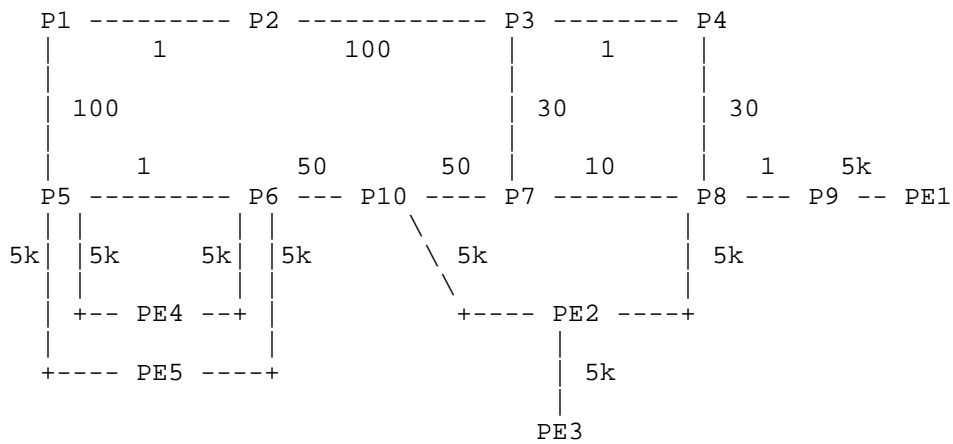 P1 --------- P2 ------------- P3 -------- P4
1 100 1
100 30 30
1 50 50 10 1 5k
P5 --------- P6 --- P10 ---- P7 -------- P8 --- P9 -- PE1
5k 5k 5k 5k 5k 5k
+-- PE4 --+ +---- PE2 ----+
+---- PE5 ----+ 5k
PE3